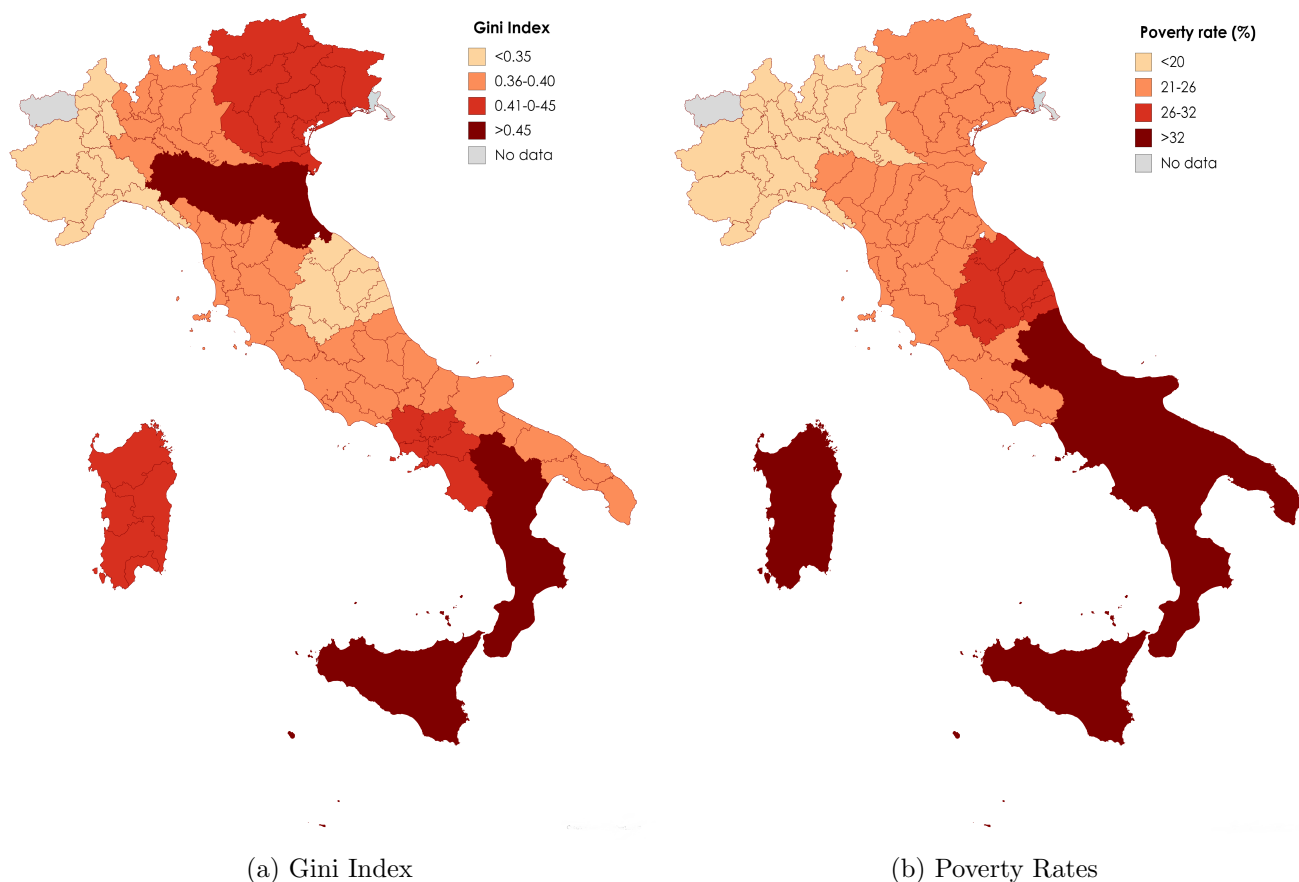 Gini Index
<0.35
0.36-0.40
0.41-0-45
>0.45
No data
Poverty rate (%)
<20
21-26
26-32
>32
No data
(a) Gini Index
(b) Poverty Rates